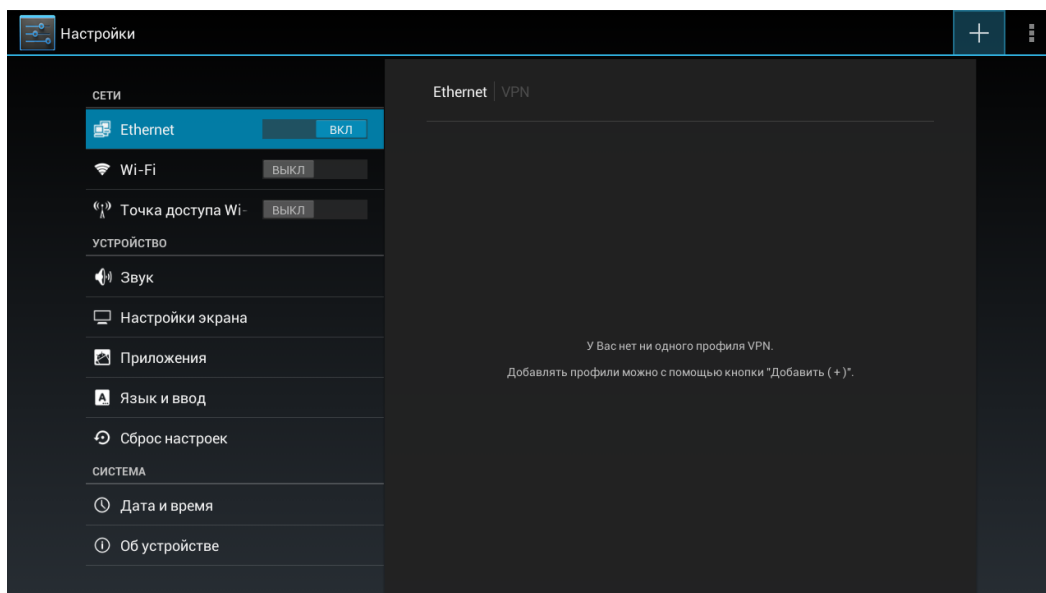 Настройки
СЕТИ
Ethernet ВКЛ
Wi-Fi ВЫКЛ
Точка доступа Wi- ВЫКЛ
УСТРОЙСТВО
Звук
Настройки экрана
Приложения
Язык и ввод
Сброс настроек
СИСТЕМА
Дата и время
Об устройстве
Ethernet VPN
У Вас нет ни одного профиля VPN.
Добавлять профили можно с помощью кнопки "Добавить (+)".